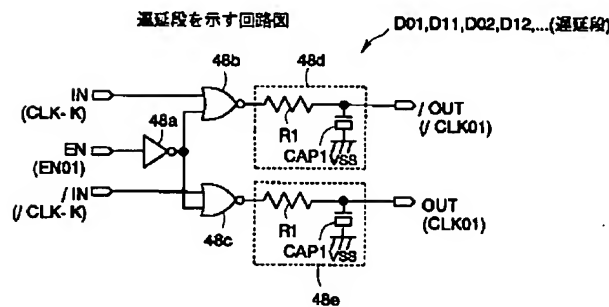 遅延段を示す回路図
D01,D11,D02,D12,...(遅延段)
48b
48d
IN
(CLK-K)
48a
R1
CAP1
VSS
/OUT
(/CLK01)
EN
(EN01)
/IN
(/CLK-K)
48c
R1
CAP1
VSS
OUT
(CLK01)
48e